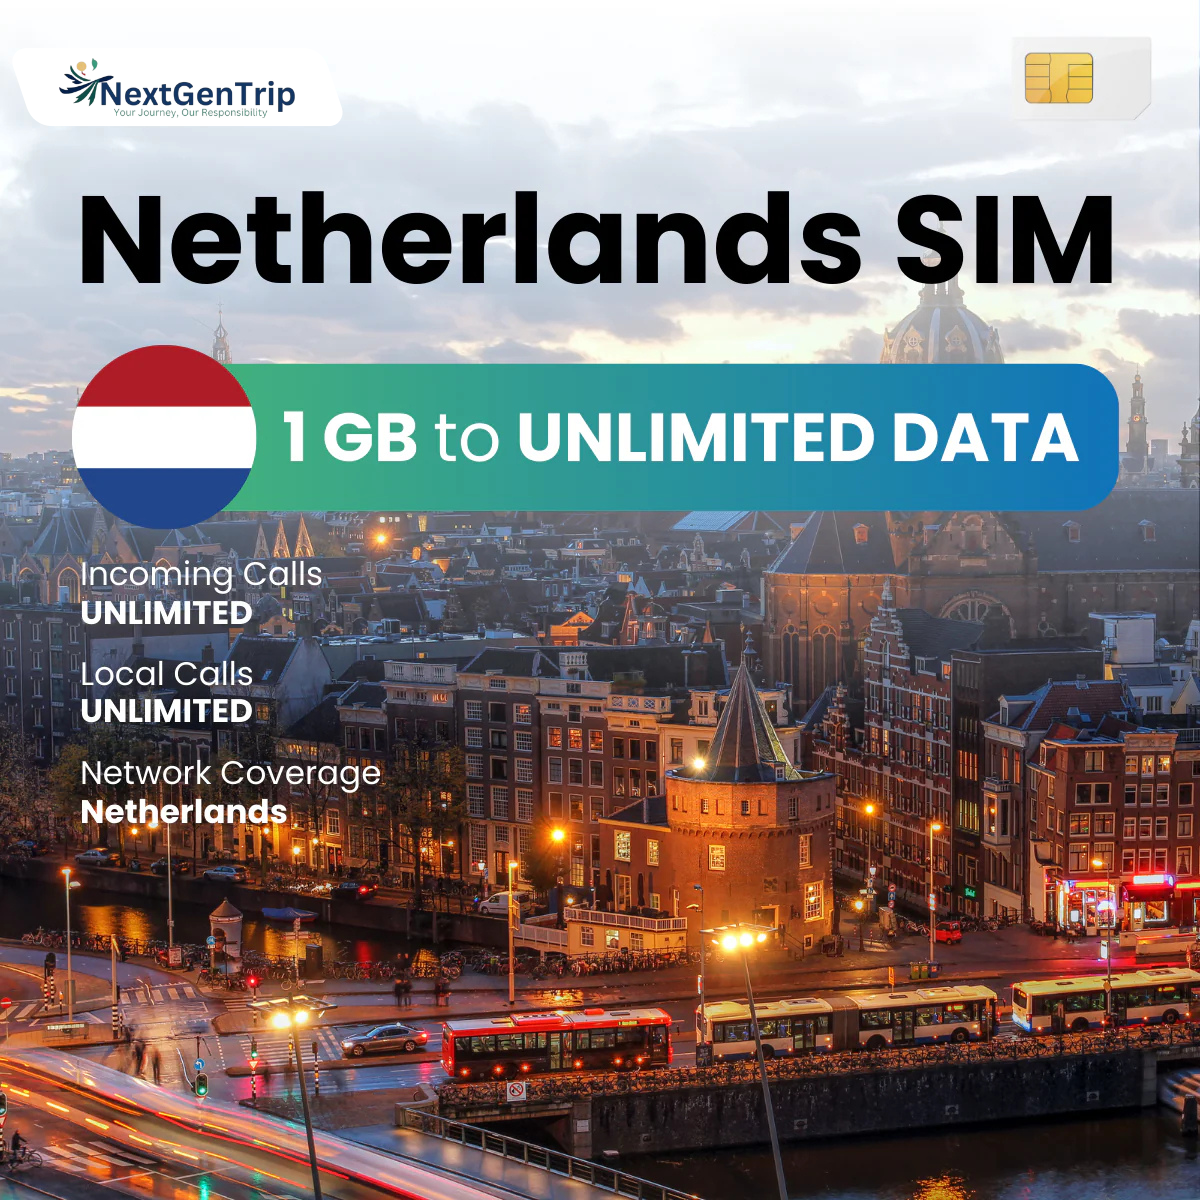 NextGenTrip
Your Journey, Our Responsibility
Netherlands SIM
1 GB to UNLIMITED DATA
Incoming Calls
UNLIMITED
Local Calls
UNLIMITED
Network Coverage
Netherlands